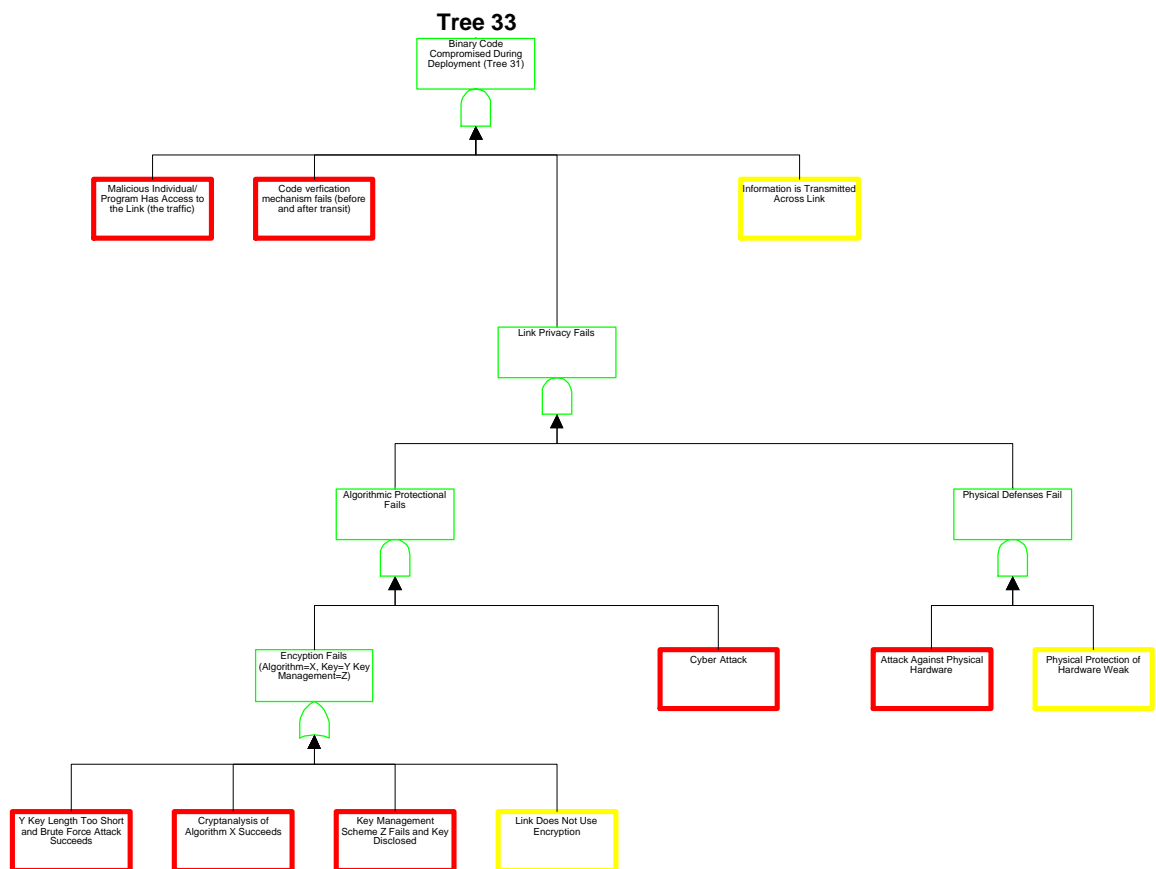 Tree 33
Binary Code
Compromised During
Deployment (Tree 31)
Malicious Individual/
Program Has Access to
the Link (the traffic)
Code verfication
mechanism fails (before
and after transit)
Information is Transmitted
Across Link
Link Privacy Fails
Algorithmic Protectional
Fails
Physical Defenses Fail
Encyption Fails
(Algorithm=X, Key=Y Key
Management=Z)
Cyber Attack
Attack Against Physical
Hardware
Physical Protection of
Hardware Weak
Y Key Length Too Short
and Brute Force Attack
Succeeds
Cryptanalysis of
Algorithm X Succeeds
Key Management
Scheme Z Fails and Key
Disclosed
Link Does Not Use
Encryption